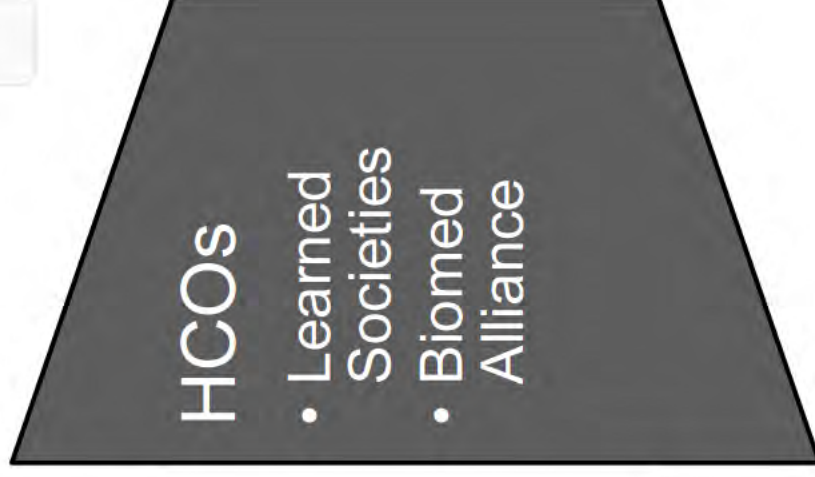 HCOs
• Learned
Societies
• Biomed
Alliance